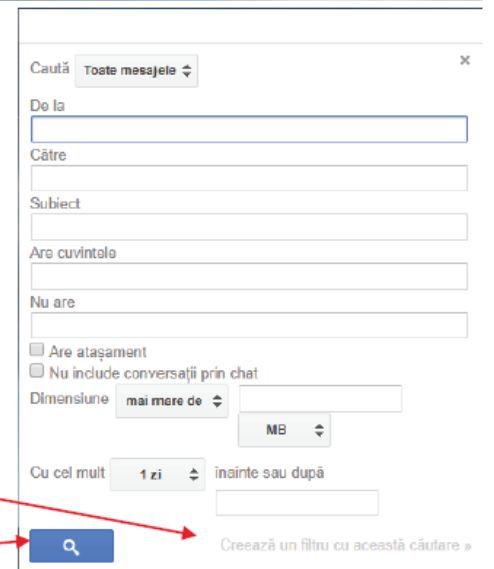 Caută Toate mesajele
×
De la
Către
Subiect
Are cuvintele
Nu are
Are atașament
Nu include conversații prin chat
Dimensiune mai mare de
MB
Cu cel mult 1 zi înainte sau după
Creează un filtru cu această căutare »